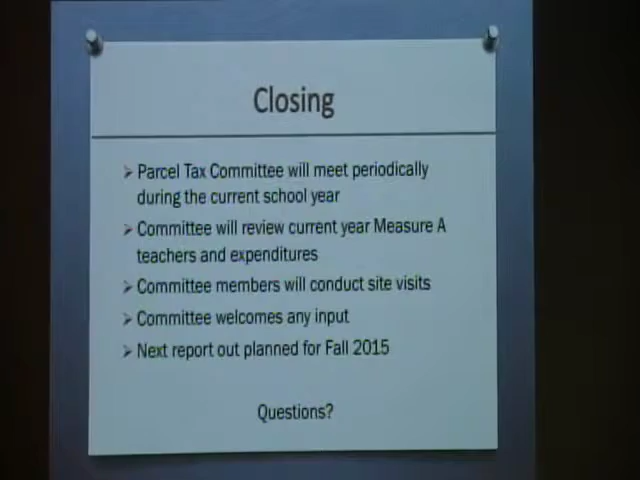 Closing
➢ Parcel Tax Committee will meet periodically
during the current school year
➢ Committee will review current year Measure A
teachers and expenditures
➢ Committee members will conduct site visits
➢ Committee welcomes any input
➢ Next report out planned for Fall 2015
Questions?